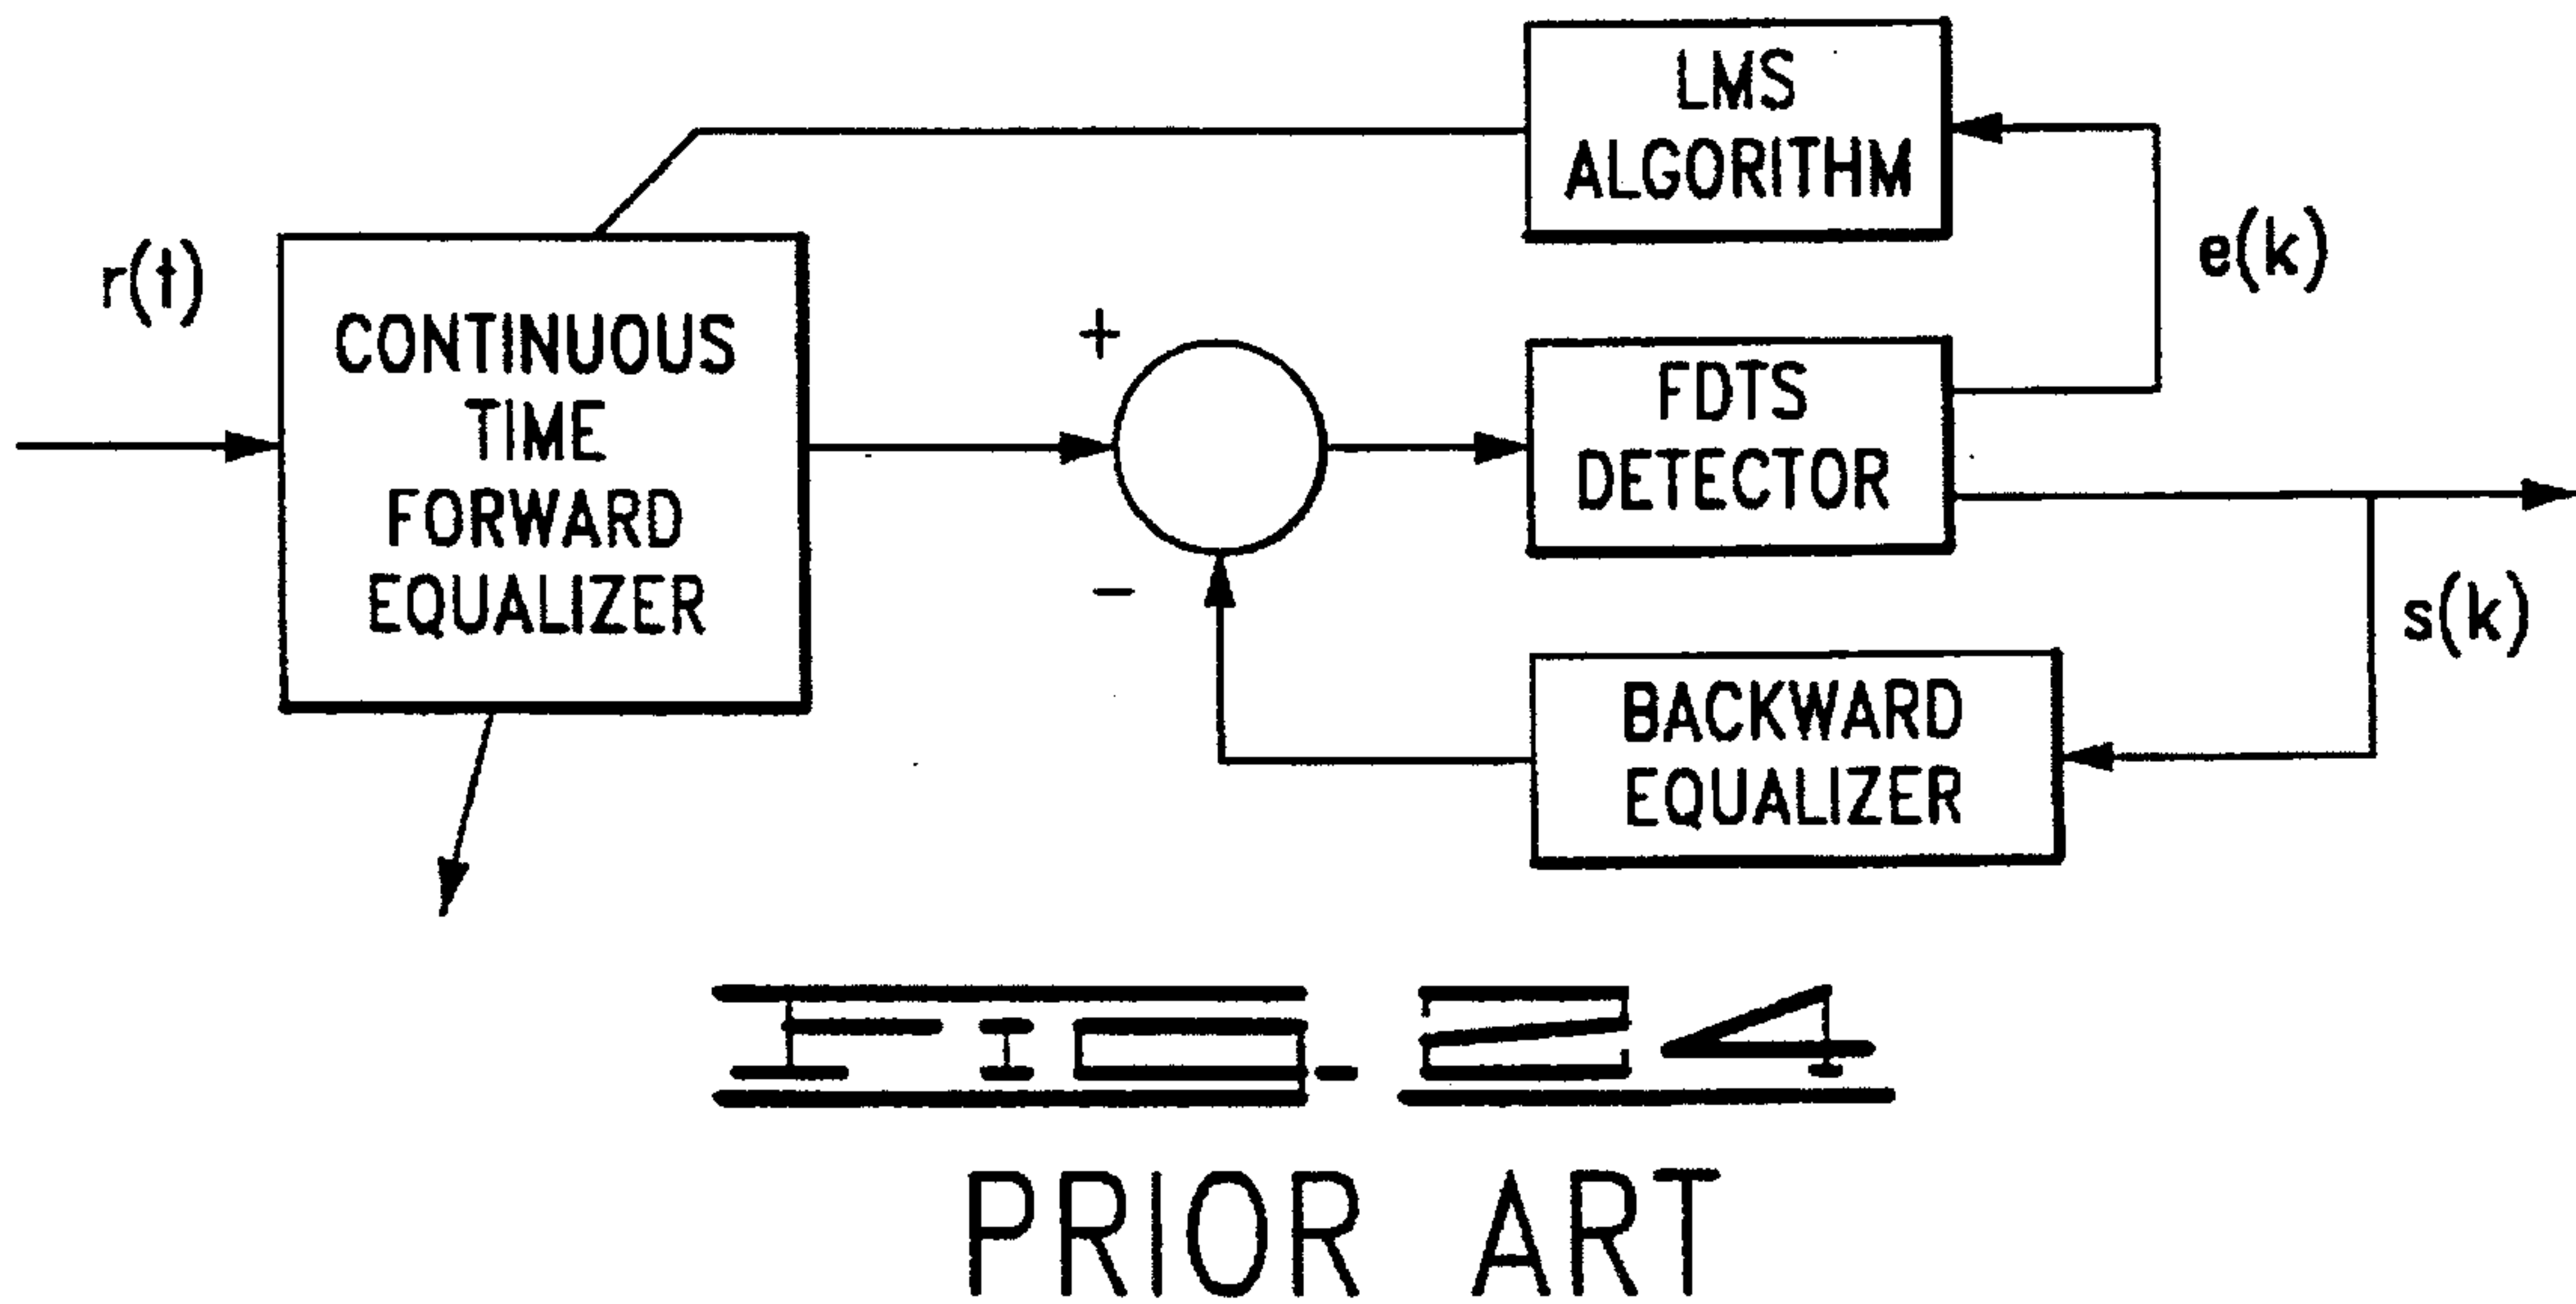 LMS
ALGORITHM
r(t)
e(k)
CONTINUOUS
TIME
FORWARD
EQUALIZER
+
FDTS
DETECTOR
−
s(k)
BACKWARD
EQUALIZER
FIG- 24
PRIOR ART